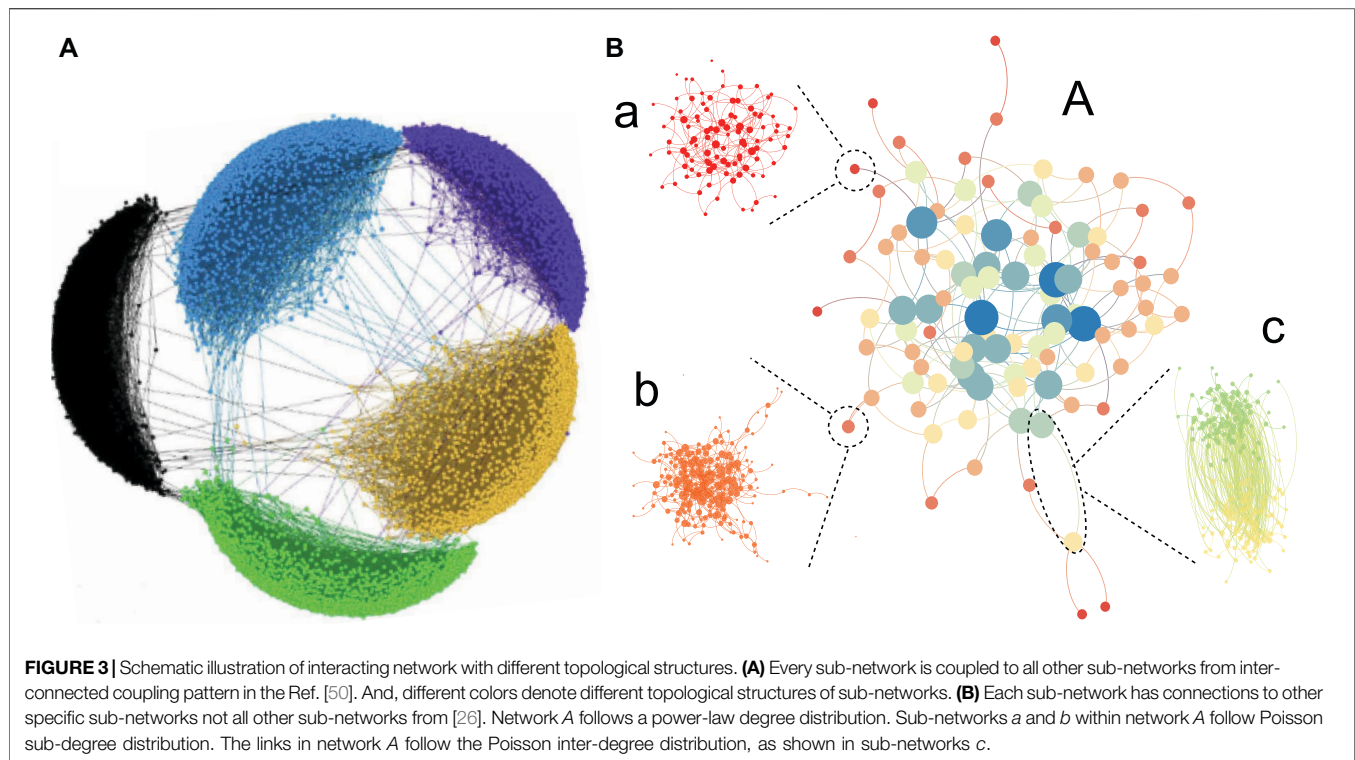 A
B
a
A
b
c
FIGURE 3 | Schematic illustration of interacting network with different topological structures. (A) Every sub-network is coupled to all other sub-networks from inter-
connected coupling pattern in the Ref. [50]. And, different colors denote different topological structures of sub-networks. (B) Each sub-network has connections to other
specific sub-networks not all other sub-networks from [26]. Network A follows a power-law degree distribution. Sub-networks a and b within network A follow Poisson
sub-degree distribution. The links in network A follow the Poisson inter-degree distribution, as shown in sub-networks c.